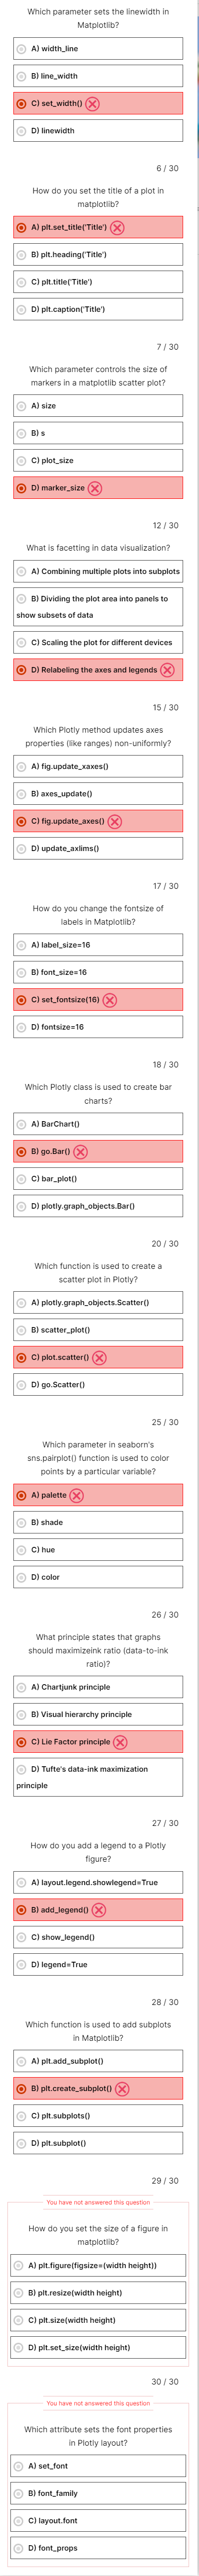 Which parameter sets the linewidth in
Matplotlib?
A) width_line
B) line_width
C) set_width()
D) linewidth
6 / 30
How do you set the title of a plot in
matplotlib?
A) plt.set_title('Title')
B) plt.heading('Title')
C) plt.title('Title')
D) plt.caption('Title')
7 / 30
Which parameter controls the size of
markers in a matplotlib scatter plot?
A) size
B) s
C) plot_size
D) marker_size
12 / 30
What is facetting in data visualization?
A) Combining multiple plots into subplots
B) Dividing the plot area into panels to
show subsets of data
C) Scaling the plot for different devices
D) Relabeling the axes and legends
15 / 30
Which Plotly method updates axes
properties (like ranges) non-uniformly?
A) fig.update_xaxes()
B) axes_update()
C) fig.update_axes()
D) update_axlims()
17 / 30
How do you change the fontsize of
labels in Matplotlib?
A) label_size=16
B) font_size=16
C) set_fontsize(16)
D) fontsize=16
18 / 30
Which Plotly class is used to create bar
charts?
A) BarChart()
B) go.Bar()
C) bar_plot()
D) plotly.graph_objects.Bar()
20 / 30
Which function is used to create a
scatter plot in Plotly?
A) plotly.graph_objects.Scatter()
B) scatter_plot()
C) plot.scatter()
D) go.Scatter()
25 / 30
Which parameter in seaborn's
sns.pairplot() function is used to color
points by a particular variable?
A) palette
B) shade
C) hue
D) color
26 / 30
What principle states that graphs
should maximizeink ratio (data-to-ink
ratio)?
A) Chartjunk principle
B) Visual hierarchy principle
C) Lie Factor principle
D) Tufte's data-ink maximization
principle
27 / 30
How do you add a legend to a Plotly
figure?
A) layout.legend.showlegend=True
B) add_legend()
C) show_legend()
D) legend=True
28 / 30
Which function is used to add subplots
in Matplotlib?
A) plt.add_subplot()
B) plt.create_subplot()
C) plt.subplots()
D) plt.subplot()
29 / 30
You have not answered this question
How do you set the size of a figure in
matplotlib?
A) plt.figure(figsize=(width height))
B) plt.resize(width height)
C) plt.size(width height)
D) plt.set_size(width height)
30 / 30
You have not answered this question
Which attribute sets the font properties
in Plotly layout?
A) set_font
B) font_family
C) layout.font
D) font_props